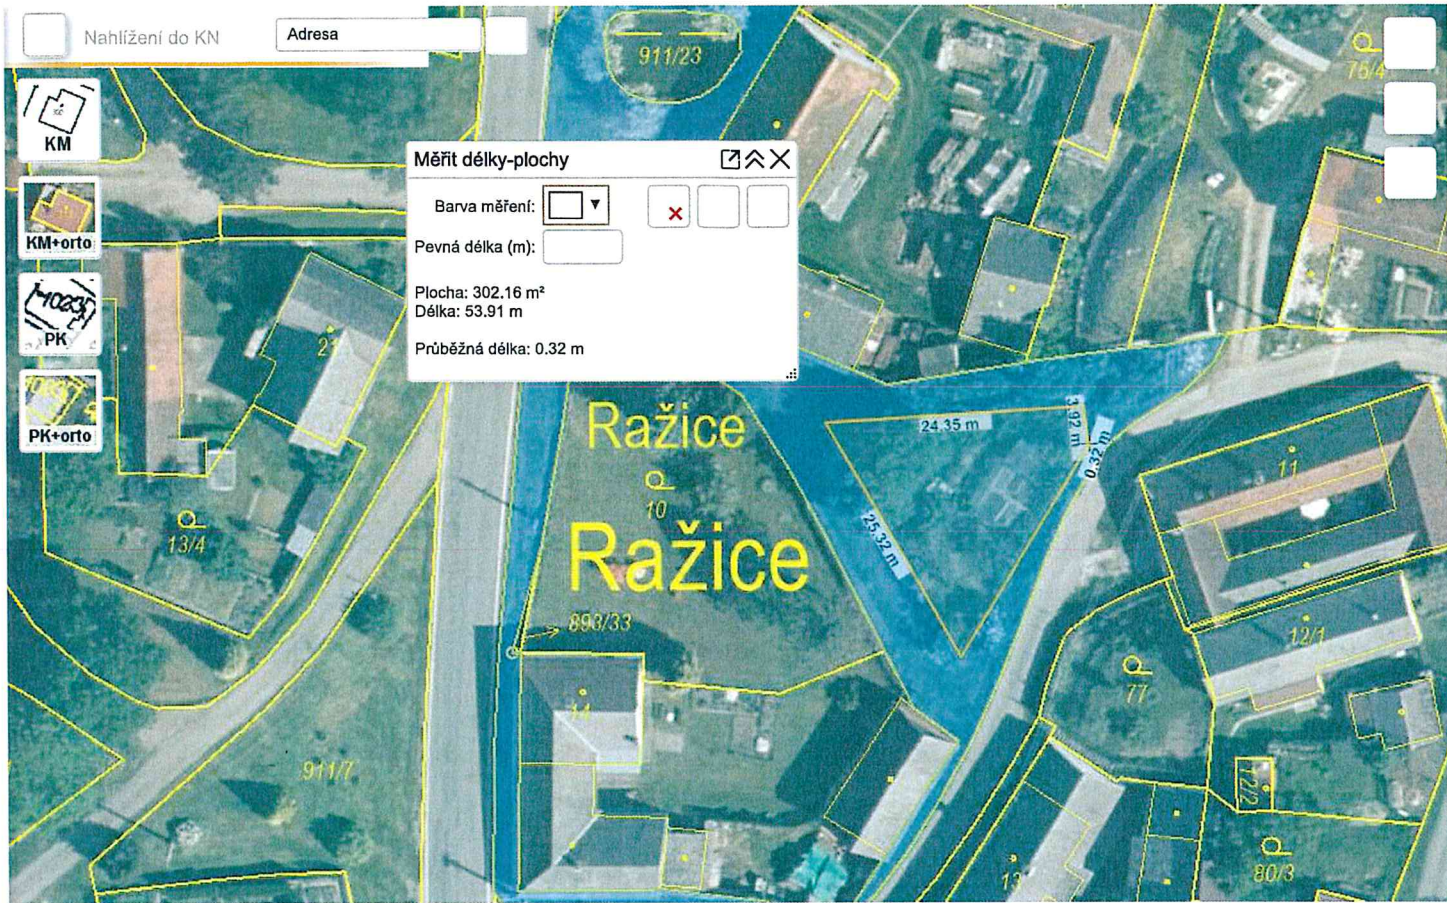 Nahlížení do KN
Adresa
KM
KM+orto
PK
PK+orto
Měřit délky-plochy
Barva měření:
Pevná délka (m):
Plocha: 302.16 m²
Délka: 53.91 m
Průběžná délka: 0.32 m
911/23
75/4
21
13/4
Ražice
10
Ražice
893/33
14
911/7
24.35 m
3.92 m
0.32 m
25.32 m
11
12/1
77
12/2
13
80/3